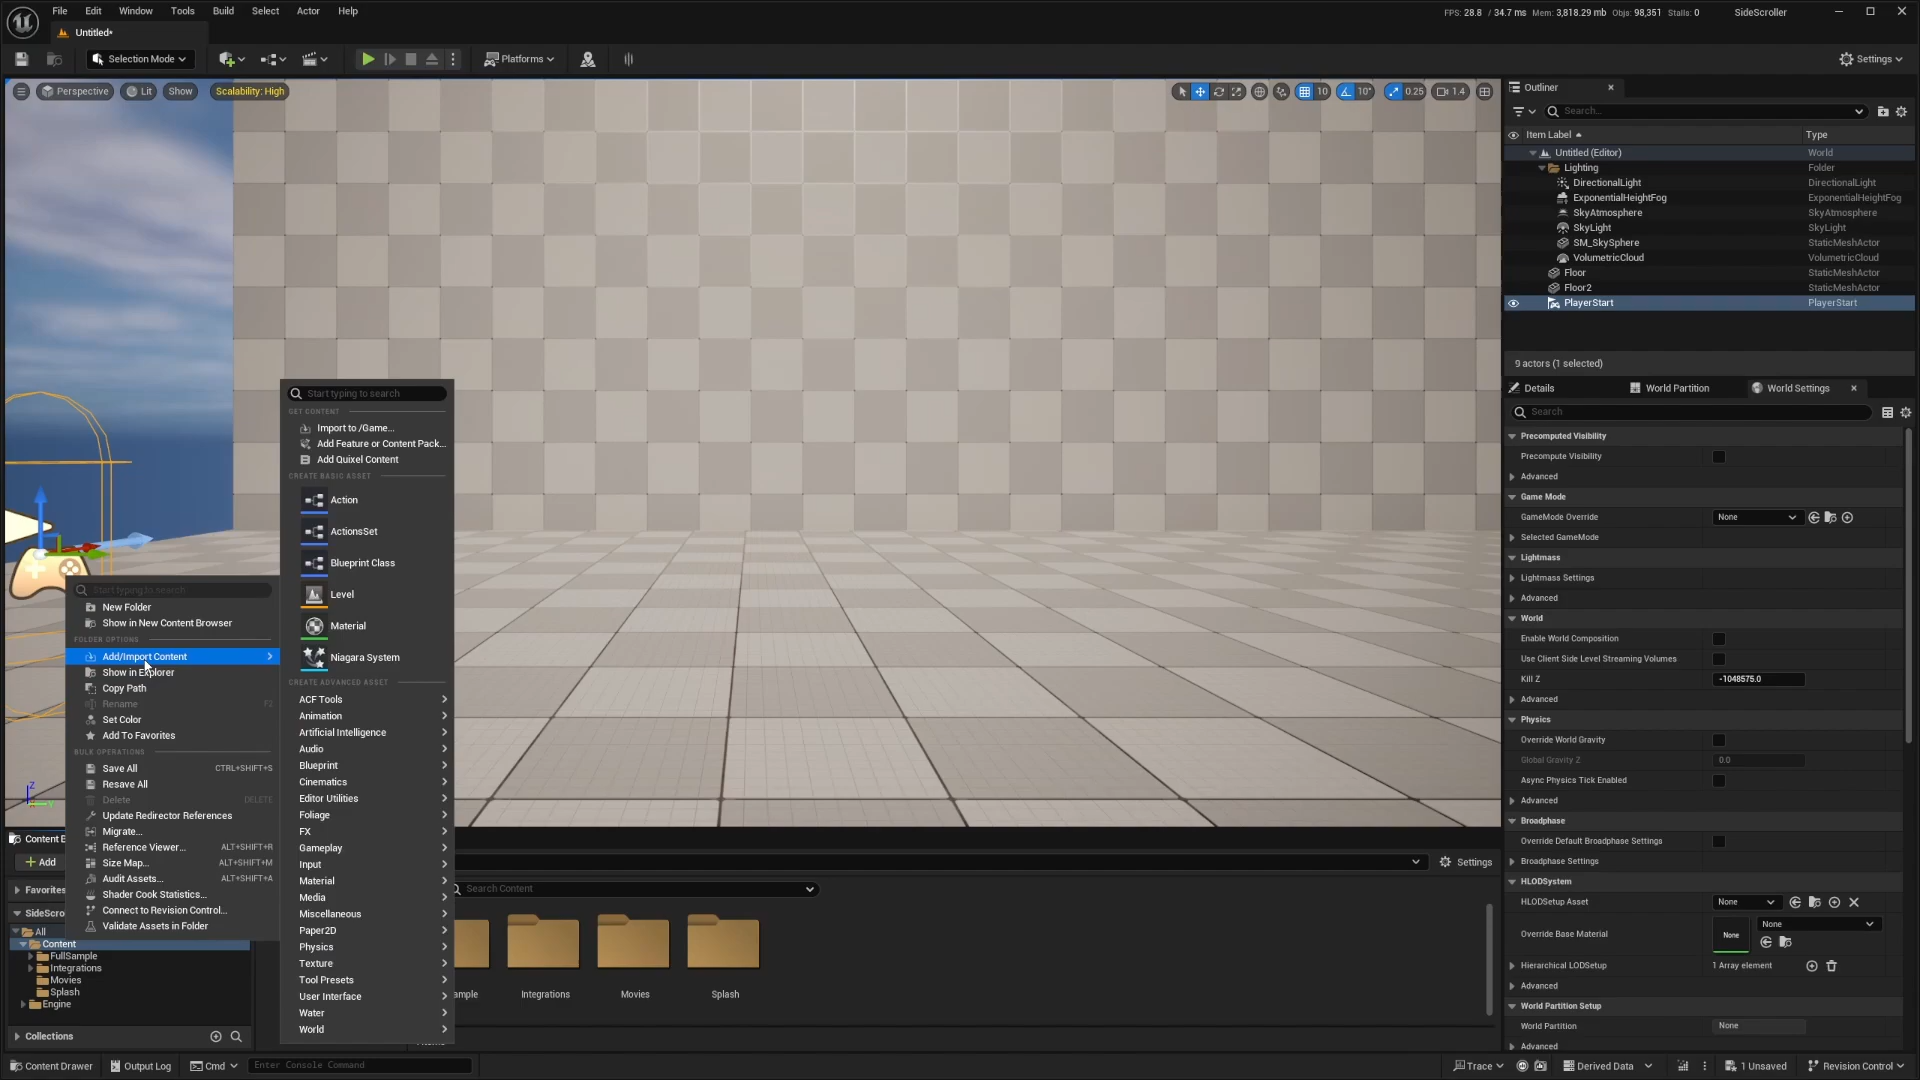 File Edit Window Tools Build Select Actor Help
FPS: 28.8 / 34.7 ms Mem: 3,818.29 mb Objs: 98,351 Stalls: 0
SideScroller
Untitled*
Selection Mode
Platforms
Settings
Perspective Lit Show Scalability: High
10 10° 0.25 1.4
Outliner
Search...
Item Label Type
Untitled (Editor) World
Lighting Folder
DirectionalLight DirectionalLight
ExponentialHeightFog ExponentialHeightFog
SkyAtmosphere SkyAtmosphere
SkyLight SkyLight
SM_SkySphere StaticMeshActor
VolumetricCloud VolumetricCloud
Floor StaticMeshActor
Floor2 StaticMeshActor
PlayerStart PlayerStart
9 actors (1 selected)
Details World Partition World Settings
Search
Precomputed Visibility
Precompute Visibility
Advanced
Game Mode
GameMode Override None
Selected GameMode
Lightmass
Lightmass Settings
Advanced
World
Enable World Composition
Use Client Side Level Streaming Volumes
Kill Z -1048575.0
Advanced
Physics
Override World Gravity
Global Gravity Z 0.0
Async Physics Tick Enabled
Advanced
Broadphase
Override Default Broadphase Settings
Broadphase Settings
HLODSystem
HLODSetup Asset None
Override Base Material None None
Hierarchical LODSetup 1 Array element
Advanced
World Partition Setup
World Partition None
Advanced
Start typing to search
GET CONTENT
Import to /Game...
Add Feature or Content Pack...
Add Quixel Content
CREATE BASIC ASSET
Action
ActionsSet
Blueprint Class
Level
Material
Niagara System
CREATE ADVANCED ASSET
ACF Tools
Animation
Artificial Intelligence
Audio
Blueprint
Cinematics
Editor Utilities
Foliage
FX
Gameplay
Input
Material
Media
Miscellaneous
Paper2D
Physics
Texture
Tool Presets
User Interface
Water
World
Start typing to search
New Folder
Show in New Content Browser
FOLDER OPTIONS
Add/Import Content
Show in Explorer
Copy Path
Rename F2
Set Color
Add To Favorites
BULK OPERATIONS
Save All CTRL+SHIFT+S
Resave All
Delete DELETE
Update Redirector References
Migrate...
Reference Viewer... ALT+SHIFT+R
Size Map... ALT+SHIFT+M
Audit Assets... ALT+SHIFT+A
Shader Cook Statistics...
Connect to Revision Control...
Validate Assets in Folder
Z
Content B
Add
Settings
Favorites
Search Content
SideScro
All
Content
FullSample
Integrations
Movies
Splash
Engine
Collections
ample Integrations Movies Splash
Content Drawer Output Log Cmd Enter Console Command
Trace Derived Data 1 Unsaved Revision Control